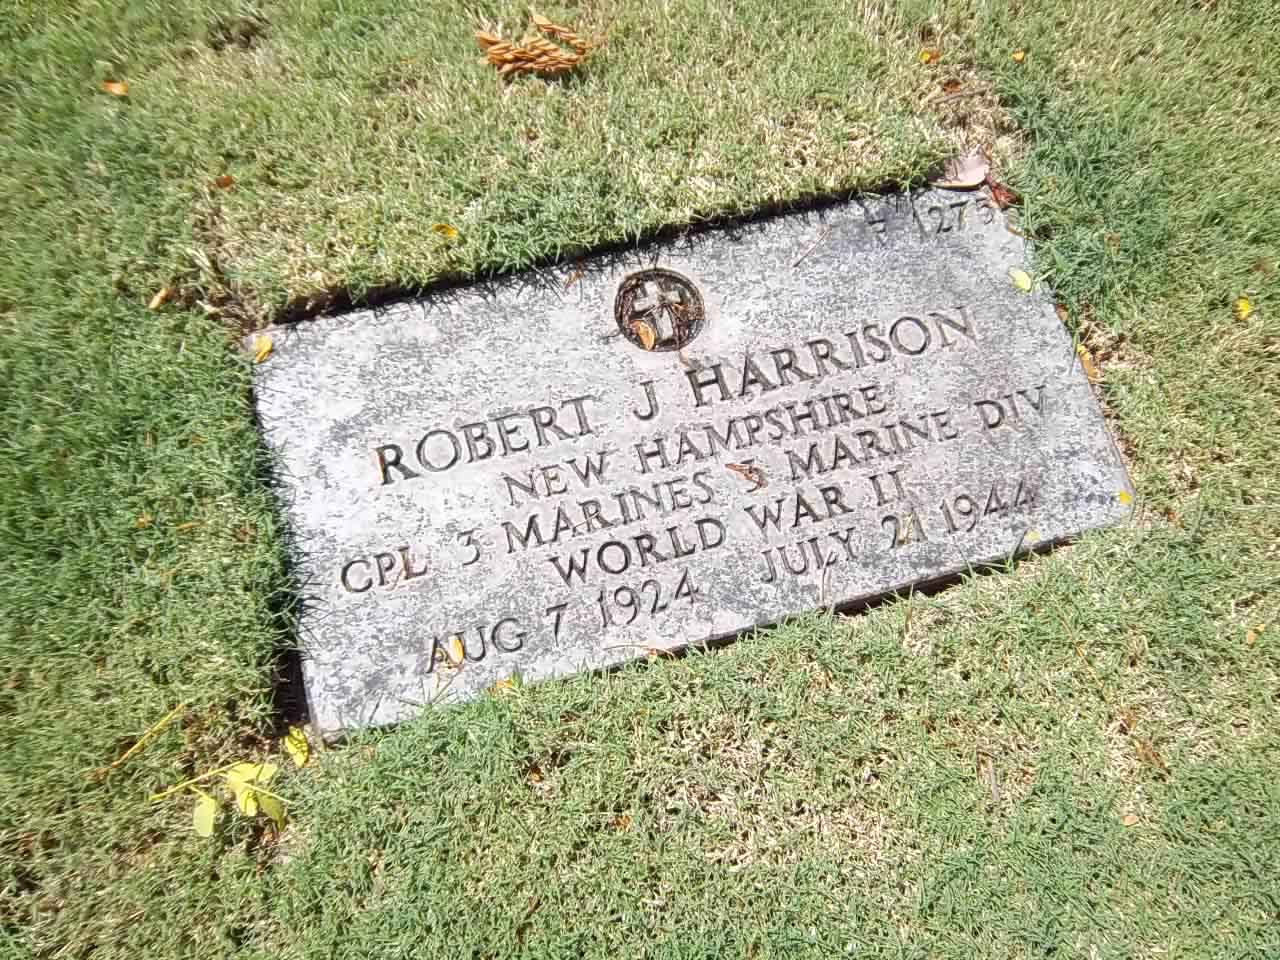 ROBERT J HARRISON
NEW HAMPSHIRE
CPL 3 MARINES 3 MARINE DIV
WORLD WAR II
AUG 7 1924 JULY 21 1944